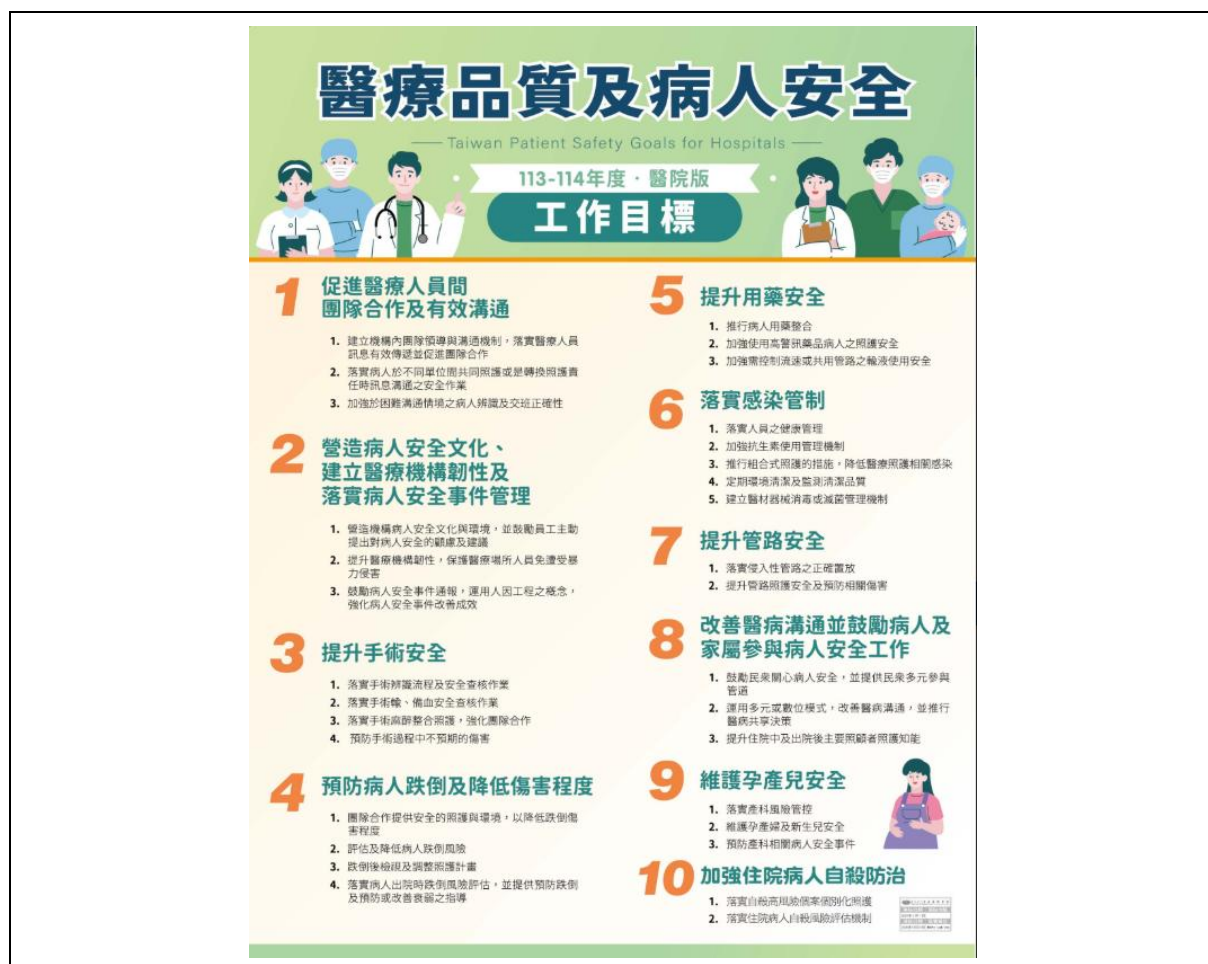 醫療品質及病人安全
Taiwan Patient Safety Goals for Hospitals
113-114年度・醫院版
工作目標
1
促進醫療人員間
團隊合作及有效溝通
1. 建立機構內團隊領導與溝通機制，落實醫療人員
訊息有效傳遞並促進團隊合作
2. 落實病人於不同單位間共同照護或是轉換照護責
任時訊息溝通之安全作業
3. 加強於困難溝通情境之病人辨識及交班正確性
2
營造病人安全文化、
建立醫療機構韌性及
落實病人安全事件管理
1. 營造機構病人安全文化與環境，並鼓勵員工主動
提出對病人安全的顧慮及建議
2. 提升醫療機構韌性，保護醫療場所人員免遭受暴
力侵害
3. 鼓勵病人安全事件通報，運用人因工程之概念，
強化病人安全事件改善成效
3
提升手術安全
1. 落實手術辨識流程及安全查核作業
2. 落實手術輸、備血安全查核作業
3. 落實手術麻醉整合照護，強化團隊合作
4. 預防手術過程中不預期的傷害
4
預防病人跌倒及降低傷害程度
1. 團隊合作提供安全的照護與環境，以降低跌倒傷
害程度
2. 評估及降低病人跌倒風險
3. 跌倒後檢視及調整照護計畫
4. 落實病人出院時跌倒風險評估，並提供預防跌倒
及預防或改善衰弱之指導
5
提升用藥安全
1. 推行病人用藥整合
2. 加強使用高警訊藥品病人之照護安全
3. 加強需控制流速或共用管路之輸液使用安全
6
落實感染管制
1. 落實人員之健康管理
2. 加強抗生素使用管理機制
3. 推行組合式照護的措施，降低醫療照護相關感染
4. 定期環境清潔及監測清潔品質
5. 建立醫材器械消毒或滅菌管理機制
7
提升管路安全
1. 落實侵入性管路之正確置放
2. 提升管路照護安全及預防相關傷害
8
改善醫病溝通並鼓勵病人及
家屬參與病人安全工作
1. 鼓勵民眾關心病人安全，並提供民眾多元參與
管道
2. 運用多元或數位模式，改善醫病溝通，並推行
醫病共享決策
3. 提升住院中及出院後主要照顧者照護知能
9
維護孕產兒安全
1. 落實產科風險管控
2. 維護孕產婦及新生兒安全
3. 預防產科相關病人安全事件
10
加強住院病人自殺防治
1. 落實自殺高風險個案個別化照護
2. 落實住院病人自殺風險評估機制